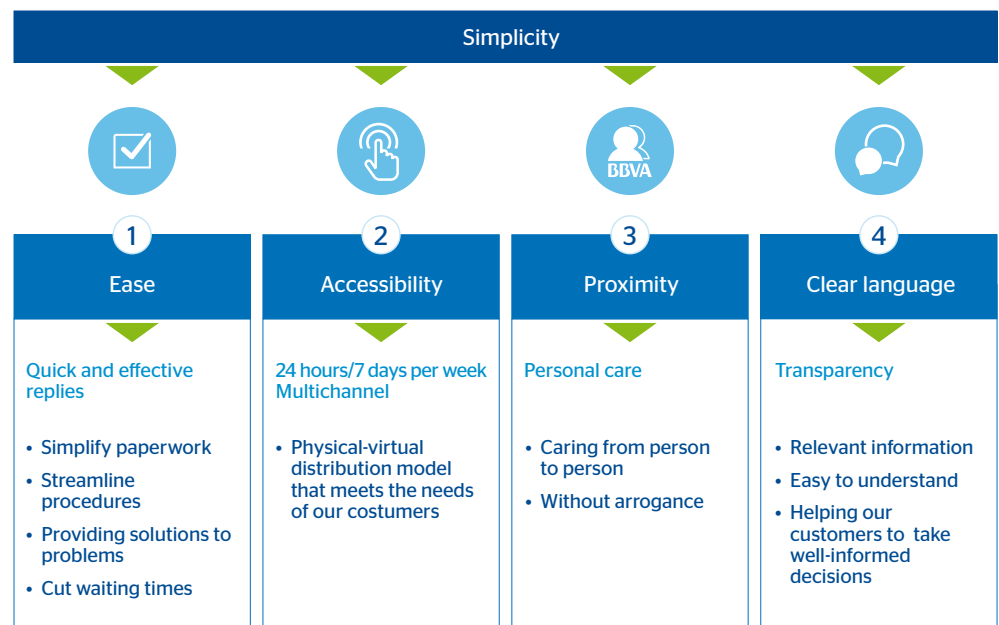 Simplicity
BBVA
1
Ease
Quick and effective
replies
• Simplify paperwork
• Streamline
procedures
• Providing solutions to
problems
• Cut waiting times
2
Accessibility
24 hours/7 days per week
Multichannel
• Physical-virtual
distribution model
that meets the needs
of our costumers
3
Proximity
Personal care
• Caring from person
to person
• Without arrogance
4
Clear language
Transparency
• Relevant information
• Easy to understand
• Helping our
customers to take
well-informed
decisions